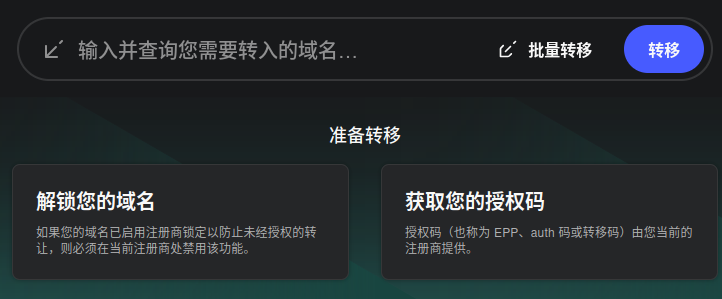 输入并查询您需要转入的域名…
批量转移
转移
准备转移
解锁您的域名
如果您的域名已启用注册商锁定以防止未经授权的转
让，则必须在当前注册商处禁用该功能。
获取您的授权码
授权码（也称为 EPP、auth 码或转移码）由您当前的
注册商提供。